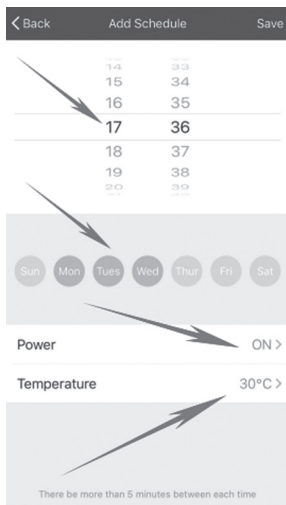 Back Add Schedule Save
14 33
15 34
16 35
17 36
18 37
19 38
20 39
Sun Mon Tues Wed Thur Fri Sat
Power ON
Temperature 30°C
There be more than 5 minutes between each time